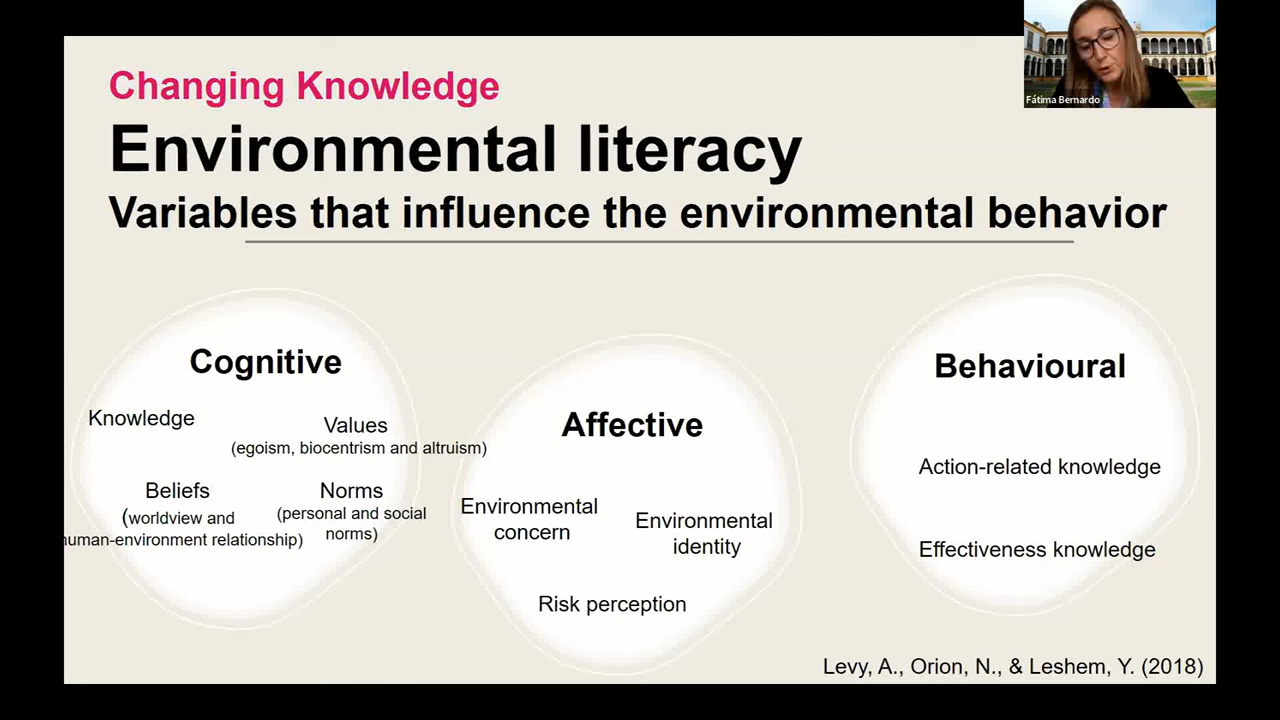 Changing Knowledge
Environmental literacy
Variables that influence the environmental behavior
Fátima Bernardo
Cognitive
Knowledge
Values
(egoism, biocentrism and altruism)
Beliefs
(worldview and
human-environment relationship)
Norms
(personal and social
norms)
Affective
Environmental
concern
Environmental
identity
Risk perception
Behavioural
Action-related knowledge
Effectiveness knowledge
Levy, A., Orion, N., & Leshem, Y. (2018)